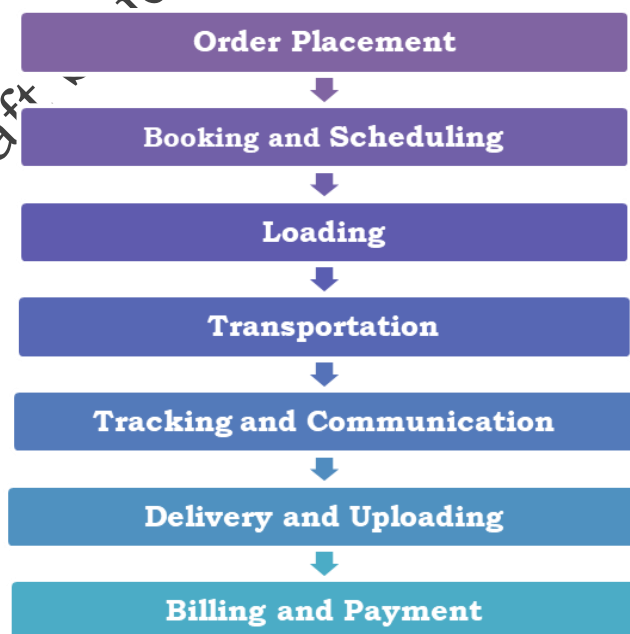 Order Placement
Booking and Scheduling
Loading
Transportation
Tracking and Communication
Delivery and Uploading
Billing and Payment